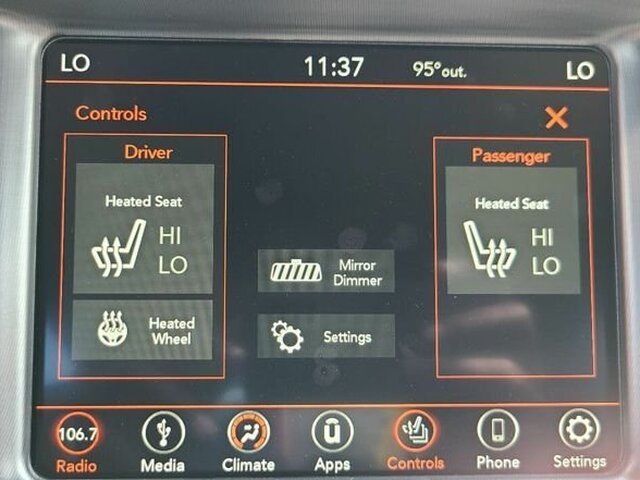 LO 11:37 95° out. LO
Controls
Driver
Heated Seat
HI
LO
Heated
Wheel
Mirror
Dimmer
Settings
Passenger
Heated Seat
HI
LO
106.7
Radio Media Climate Apps Controls Phone Settings